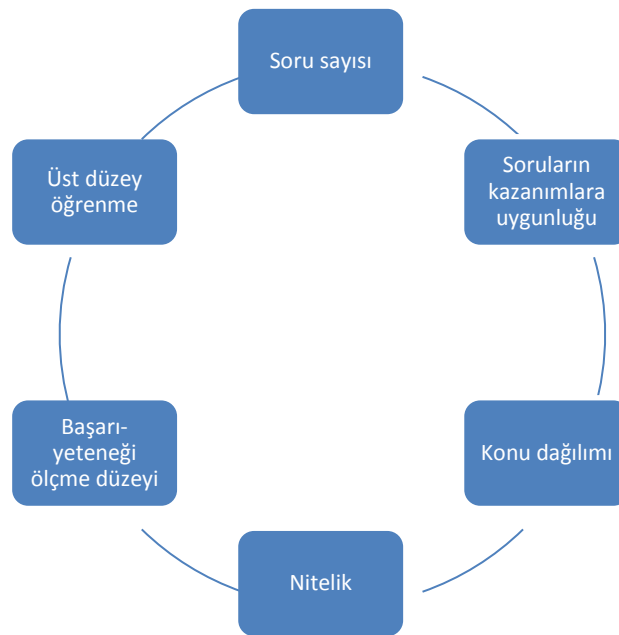 Soru sayısı
Soruların
kazanımlara
uygunluğu
Konu dağılımı
Nitelik
Başarı-
yeteneği
ölçme düzeyi
Üst düzey
öğrenme